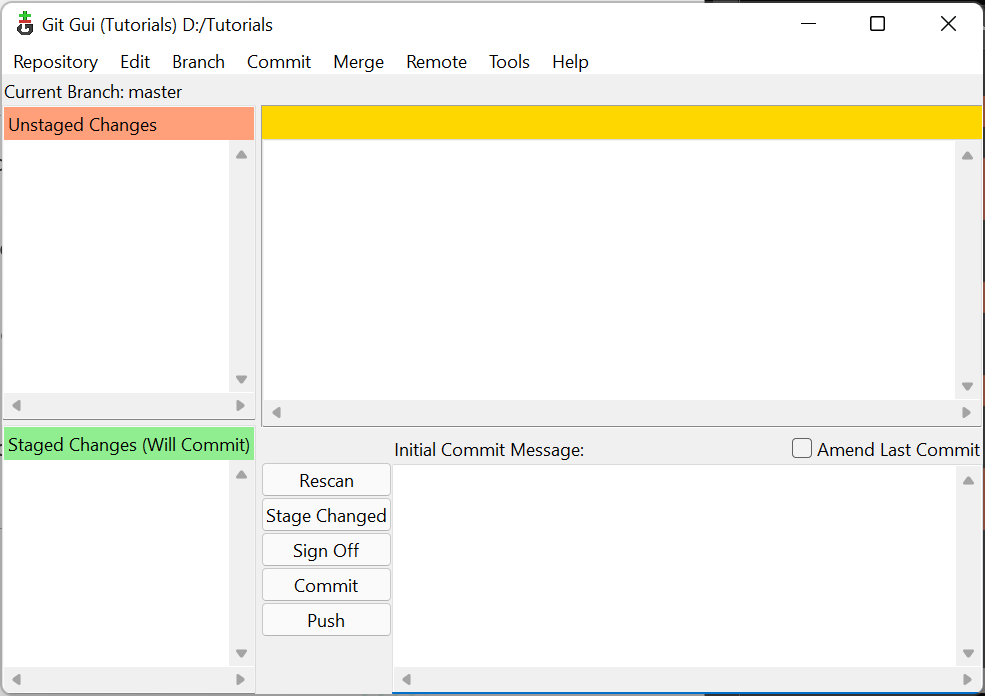 Git Gui (Tutorials) D:/Tutorials
Repository Edit Branch Commit Merge Remote Tools Help
Current Branch: master
Unstaged Changes
Staged Changes (Will Commit)
Initial Commit Message:
Amend Last Commit
Rescan
Stage Changed
Sign Off
Commit
Push